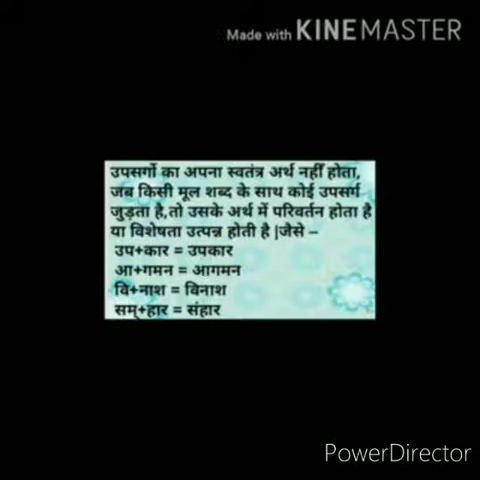 Made with KINEMASTER
उपसर्गो का अपना स्वतंत्र अर्थ नहीं होता,
जब किसी मूल शब्द के साथ कोई उपसर्ग
जुड़ता है,तो उसके अर्थ में परिवर्तन होता है
या विशेषता उत्पन्न होती है |जैसे –
उप+कार = उपकार
आ+गमन = आगमन
वि+नाश = विनाश
सम्+हार = संहार
PowerDirector